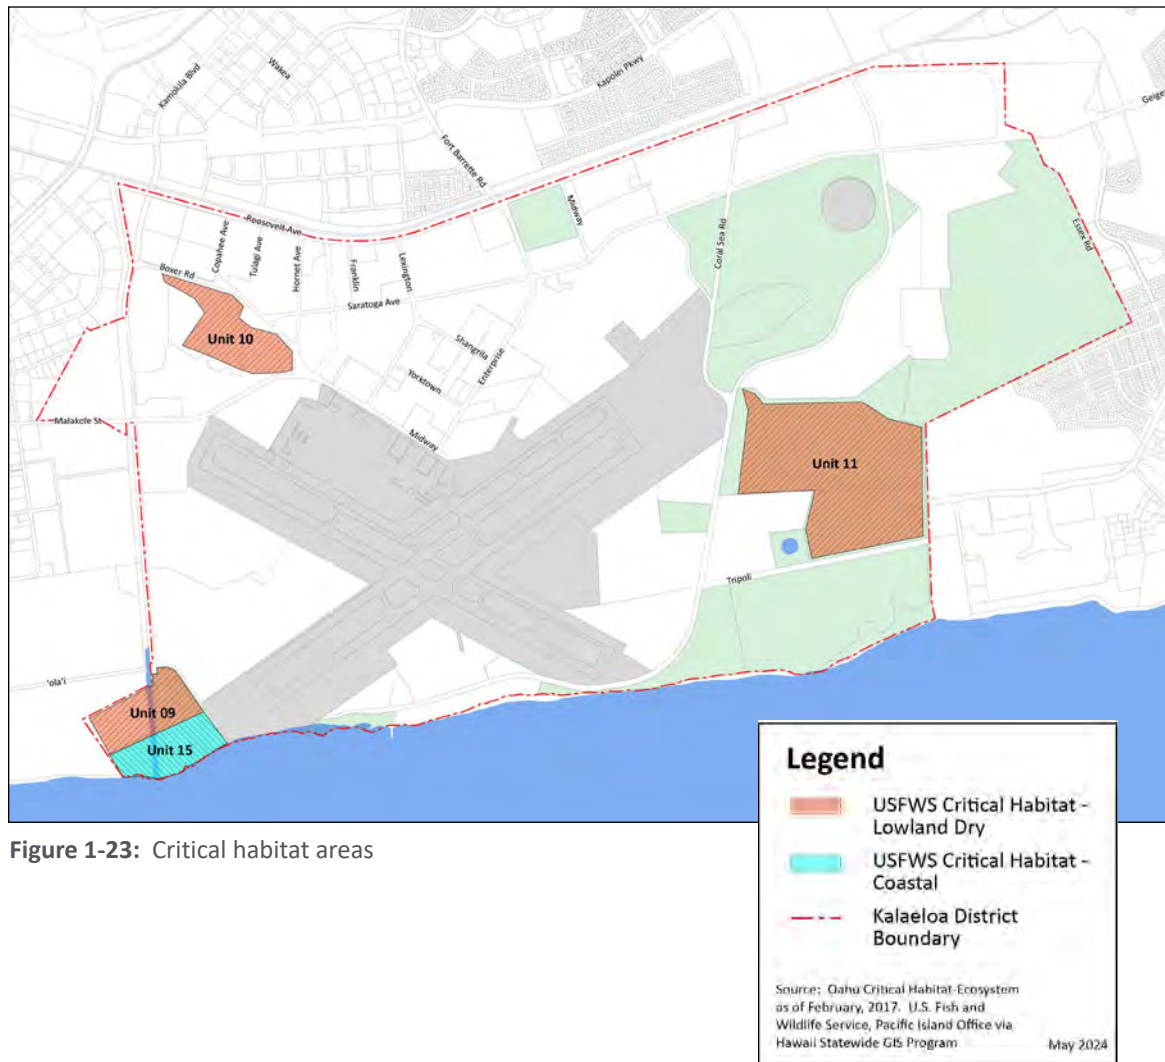 Kamokila Blvd
Wakea
Kapolei Pkwy
Fort Barrette Rd
Geige
Roosevelt Ave
Midway
Copahee Ave
Tulagi Ave
Hornet Ave
Franklin
Lexington
Coral Sea Rd
Essex Rd
Boxer Rd
Saratoga Ave
Unit 10
Shangrila
Enterprise
Yorktown
Malakole St
Midway
Unit 11
Tripoli
'ola'i
Unit 09
Unit 15
Legend
USFWS Critical Habitat -
Lowland Dry
USFWS Critical Habitat -
Coastal
Kalaeloa District
Boundary
Source: Oahu Critical Habitat-Ecosystem
as of February, 2017. U.S. Fish and
Wildlife Service, Pacific Island Office via
Hawaii Statewide GIS Program
May 2024
Figure 1-23: Critical habitat areas